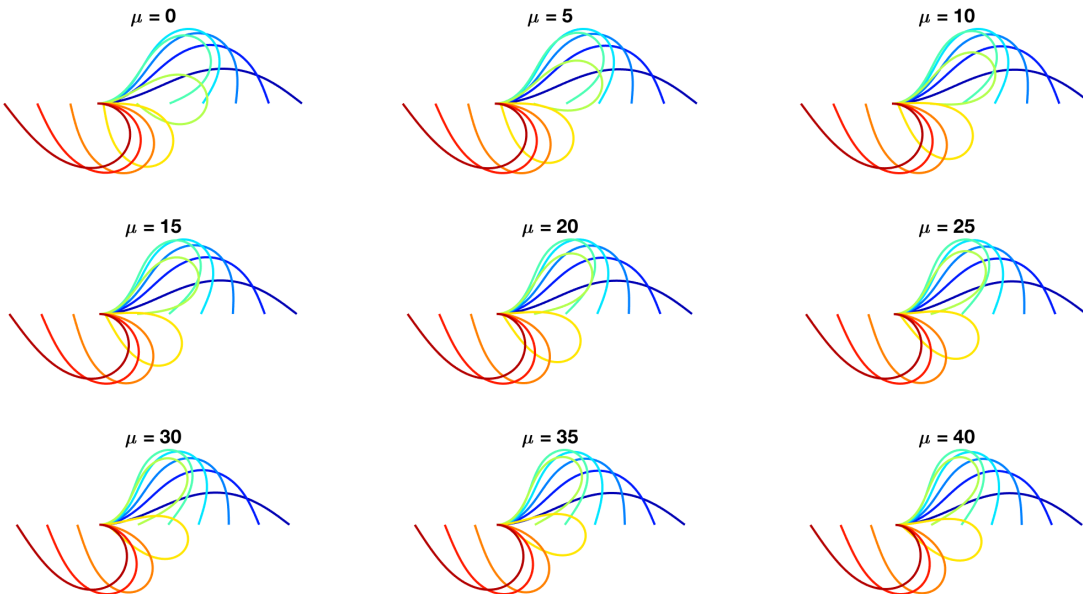 μ = 0
μ = 5
μ = 10
μ = 15
μ = 20
μ = 25
μ = 30
μ = 35
μ = 40